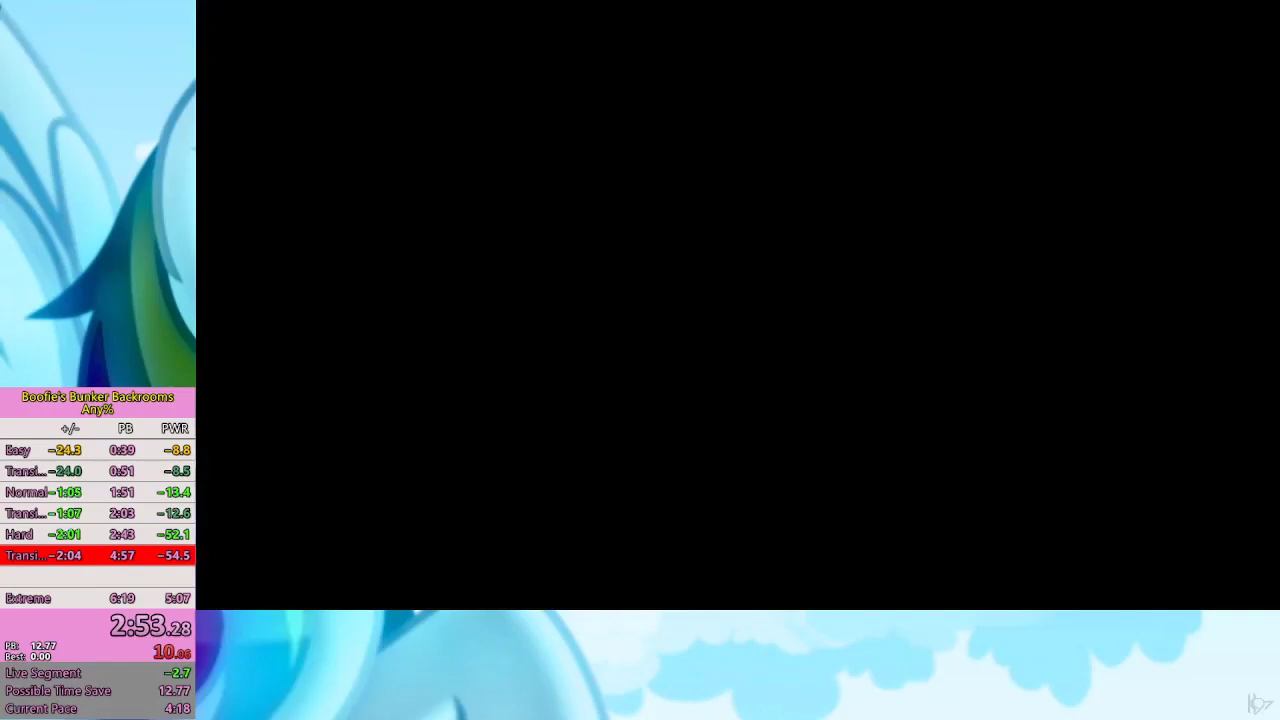 Boofie's Bunker Backrooms
Any%
+/- PB PWR
Easy -24.3 0:39 -8.8
Transi... -24.0 0:51 -8.5
Normal -1:05 1:51 -13.4
Transi... -1:07 2:03 -12.6
Hard -2:01 2:43 -52.1
Transi... -2:04 4:57 -54.5
Extreme 6:19 5:07
2:53.28
PB: 12.77 10.06
Best: 0.00
Live Segment -2.7
Possible Time Save 12.77
Current Pace 4:18